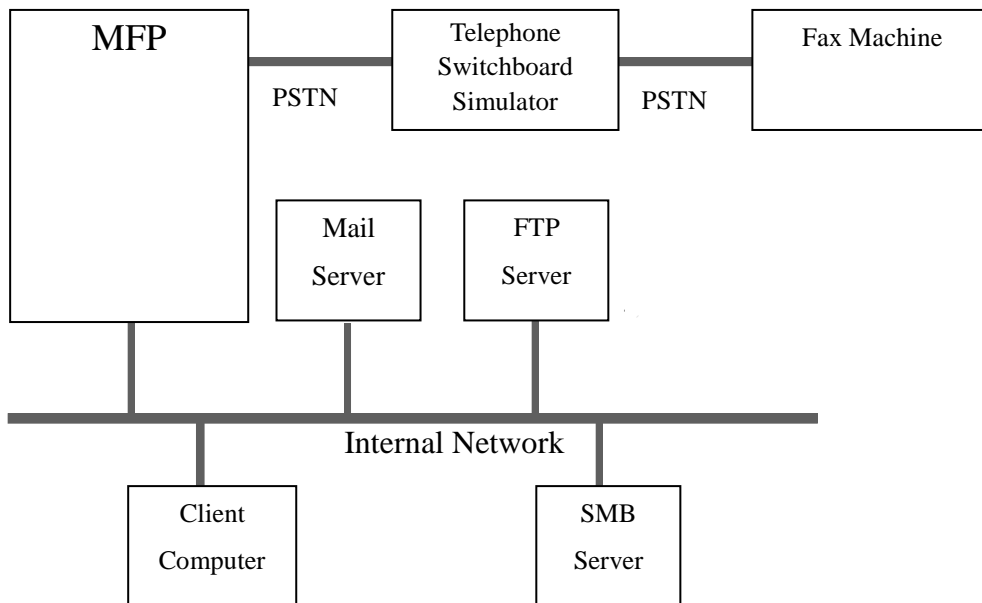 MFP
Telephone
Switchboard
Simulator
Fax Machine
PSTN
PSTN
Mail
Server
FTP
Server
Internal Network
Client
Computer
SMB
Server